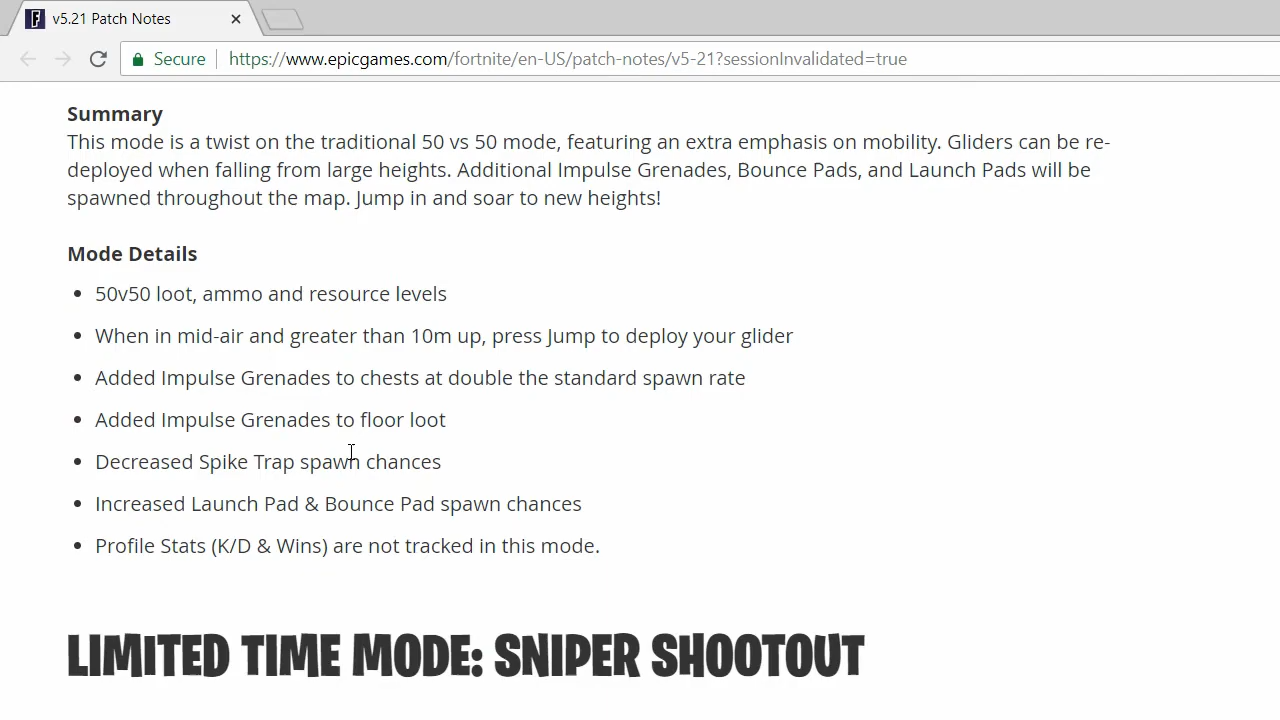 v5.21 Patch Notes
Secure
https://www.epicgames.com/fortnite/en-US/patch-notes/v5-21?sessionInvalidated=true
Summary
This mode is a twist on the traditional 50 vs 50 mode, featuring an extra emphasis on mobility. Gliders can be re-
deployed when falling from large heights. Additional Impulse Grenades, Bounce Pads, and Launch Pads will be
spawned throughout the map. Jump in and soar to new heights!
Mode Details
• 50v50 loot, ammo and resource levels
• When in mid-air and greater than 10m up, press Jump to deploy your glider
• Added Impulse Grenades to chests at double the standard spawn rate
• Added Impulse Grenades to floor loot
• Decreased Spike Trap spawn chances
• Increased Launch Pad & Bounce Pad spawn chances
• Profile Stats (K/D & Wins) are not tracked in this mode.
LIMITED TIME MODE: SNIPER SHOOTOUT